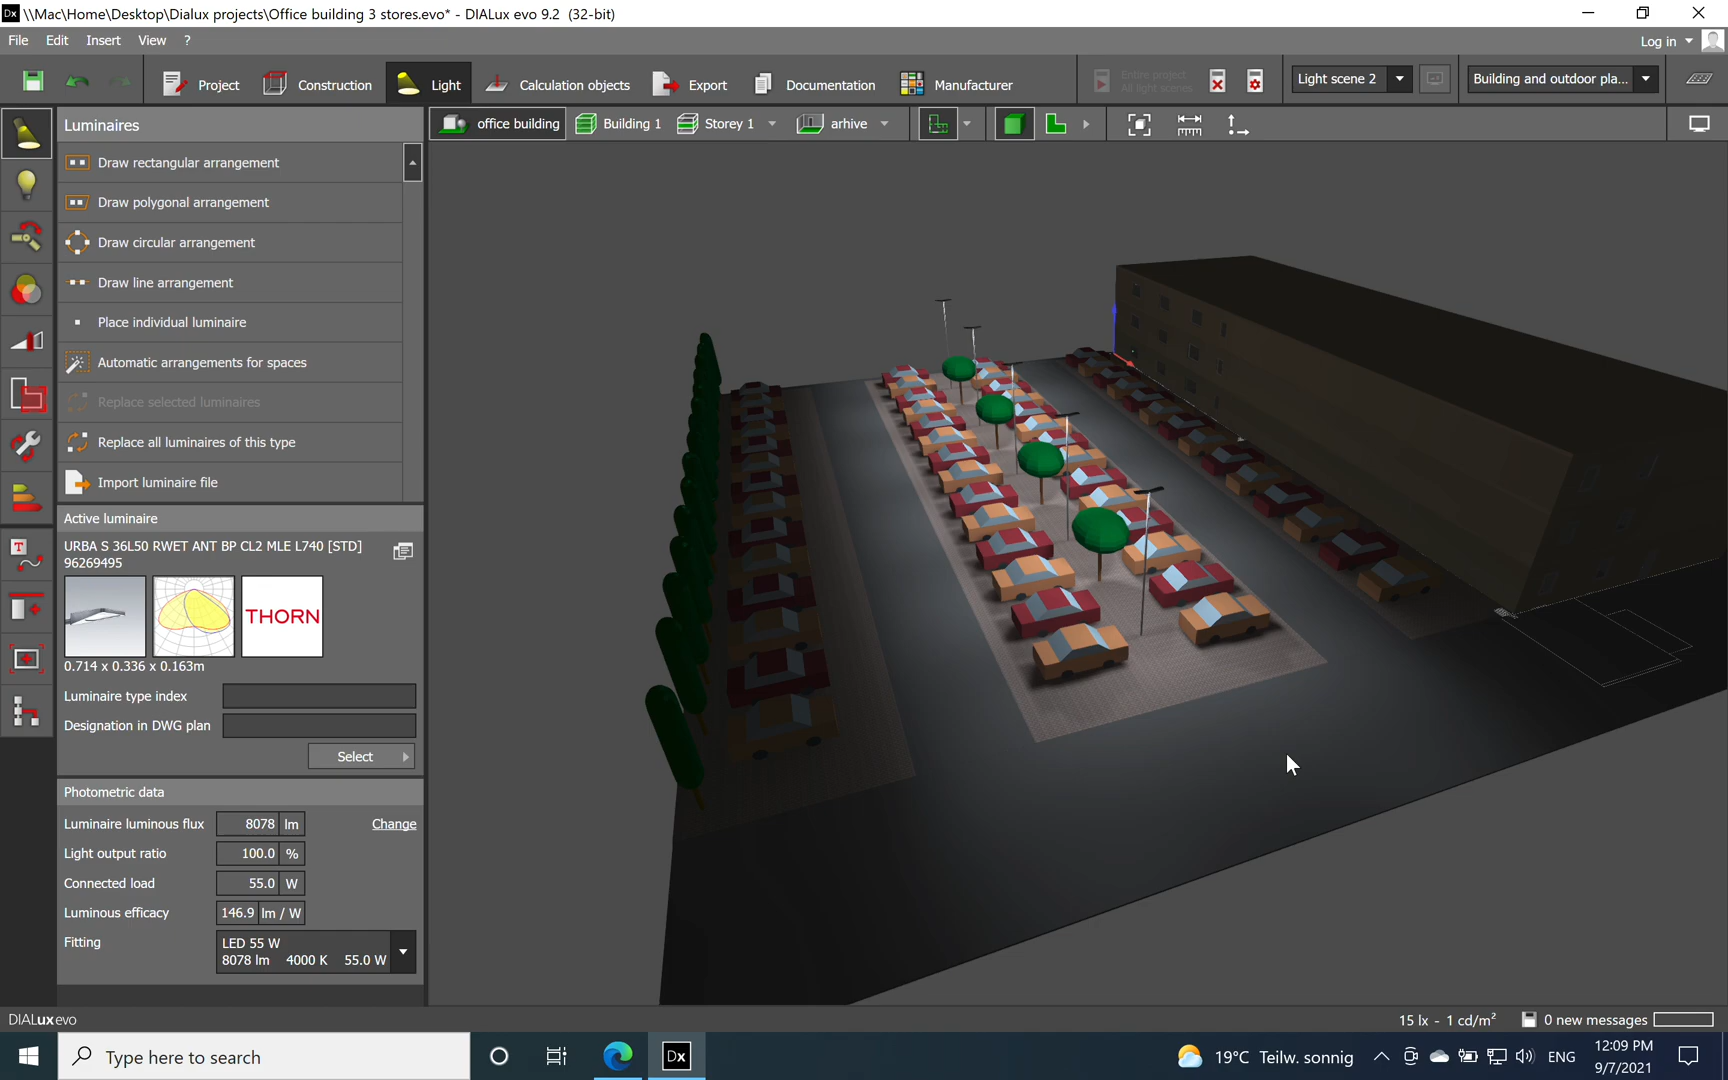 Dx \\Mac\Home\Desktop\Dialux projects\Office building 3 stores.evo* - DIALux evo 9.2 (32-bit)
File Edit Insert View ? Log in
Project Construction Light Calculation objects Export Documentation Manufacturer Entire project Light scene 2 Building and outdoor pla...
All light scenes
Luminaires office building Building 1 Storey 1 arhive
Draw rectangular arrangement
Draw polygonal arrangement
Draw circular arrangement
Draw line arrangement
Place individual luminaire
Automatic arrangements for spaces
Replace selected luminaires
Replace all luminaires of this type
Import luminaire file
Active luminaire
URBA S 36L50 RWET ANT BP CL2 MLE L740 [STD]
96269495
THORN
0.714 x 0.336 x 0.163m
Luminaire type index
Designation in DWG plan
Select
Photometric data
Luminaire luminous flux 8078 lm Change
Light output ratio 100.0 %
Connected load 55.0 W
Luminous efficacy 146.9 lm / W
Fitting LED 55 W
8078 lm 4000 K 55.0 W
DIALux evo 15 lx - 1 cd/m² 0 new messages
Type here to search Dx 19°C Teilw. sonnig ENG 12:09 PM
9/7/2021